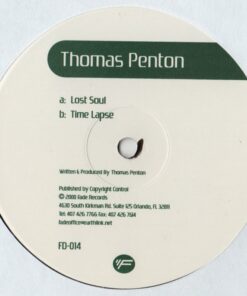 Thomas Penton
a: Lost Soul
b: Time Lapse
Written & Produced By Thomas Penton
Published by Copyright Control
© 2000 Fade Records
4630 South Kirkman Rd. Suite 125 Orlando, FL 32811
Tel: 407 426 7766 Fax: 407 426 7614
fadeoffice@earthlink.net
FD-014